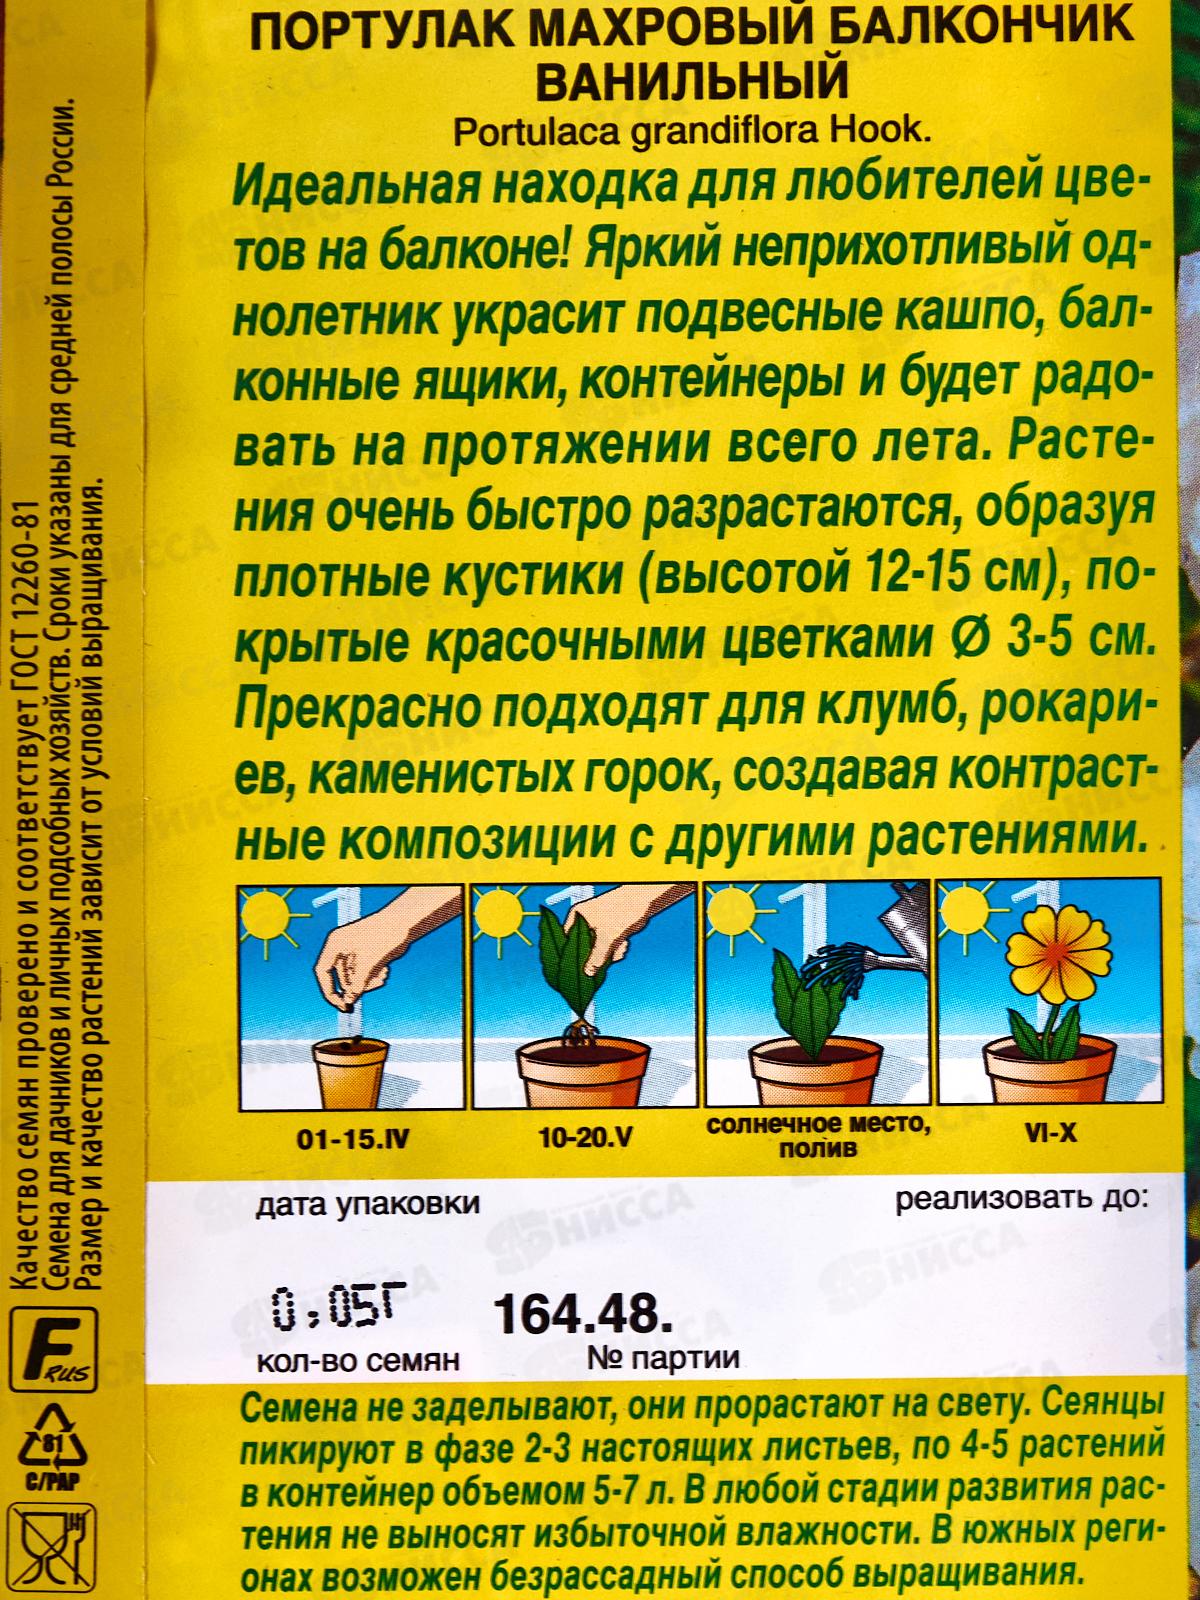 ПОРТУЛАК МАХРОВЫЙ БАЛКОНЧИК
ВАНИЛЬНЫЙ
Portulaca grandiflora Hook.
Идеальная находка для любителей цве-
тов на балконе! Яркий неприхотливый од-
нолетник украсит подвесные кашпо, бал-
конные ящики, контейнеры и будет радо-
вать на протяжении всего лета. Расте-
ния очень быстро разрастаются, образуя
плотные кустики (высотой 12-15 см), по-
крытые красочными цветками Ø 3-5 см.
Прекрасно подходят для клумб, рокари-
ев, каменистых горок, создавая контраст-
ные композиции с другими растениями.
01-15.IV
10-20.V
солнечное место,
полив
VI-X
дата упаковки
реализовать до:
0,05Г
164.48.
кол-во семян
№ партии
Семена не заделывают, они прорастают на свету. Сеянцы
пикируют в фазе 2-3 настоящих листьев, по 4-5 растений
в контейнер объемом 5-7 л. В любой стадии развития рас-
тения не выносят избыточной влажности. В южных реги-
онах возможен безрассадный способ выращивания.
Качество семян проверено и соответствует ГОСТ 12260-81
Семена для дачников и личных подсобных хозяйств. Сроки указаны для средней полосы России.
Размер и качество растений зависит от условий выращивания.
F RUS
81
C/PAP
НИССА